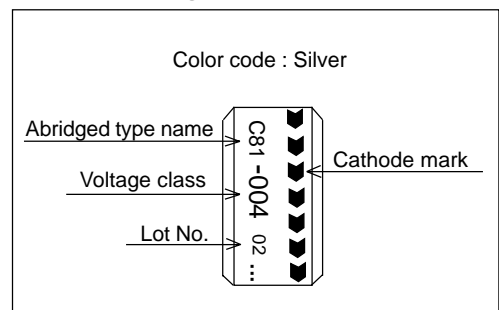 Color code : Silver
Abridged type name
Voltage class
Lot No.
C81 -004 02 ...
Cathode mark